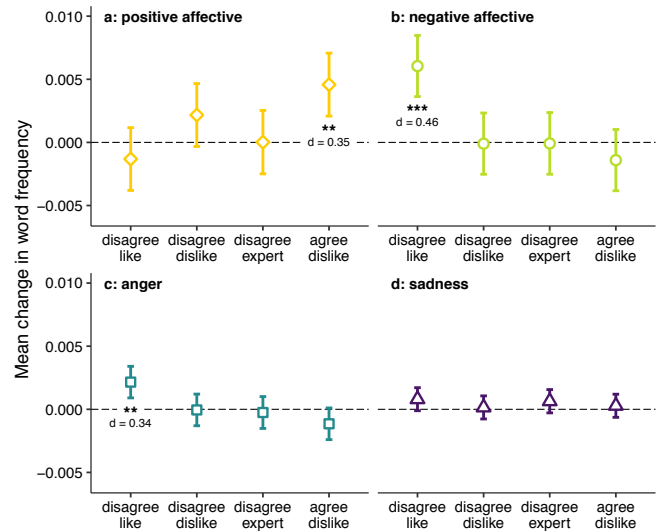 Mean change in word frequency
a: positive affective
0.010
0.005
0.000
−0.005
**
d = 0.35
disagree
like
disagree
dislike
disagree
expert
agree
dislike
b: negative affective
***
d = 0.46
disagree
like
disagree
dislike
disagree
expert
agree
dislike
c: anger
0.010
0.005
0.000
−0.005
**
d = 0.34
disagree
like
disagree
dislike
disagree
expert
agree
dislike
d: sadness
disagree
like
disagree
dislike
disagree
expert
agree
dislike